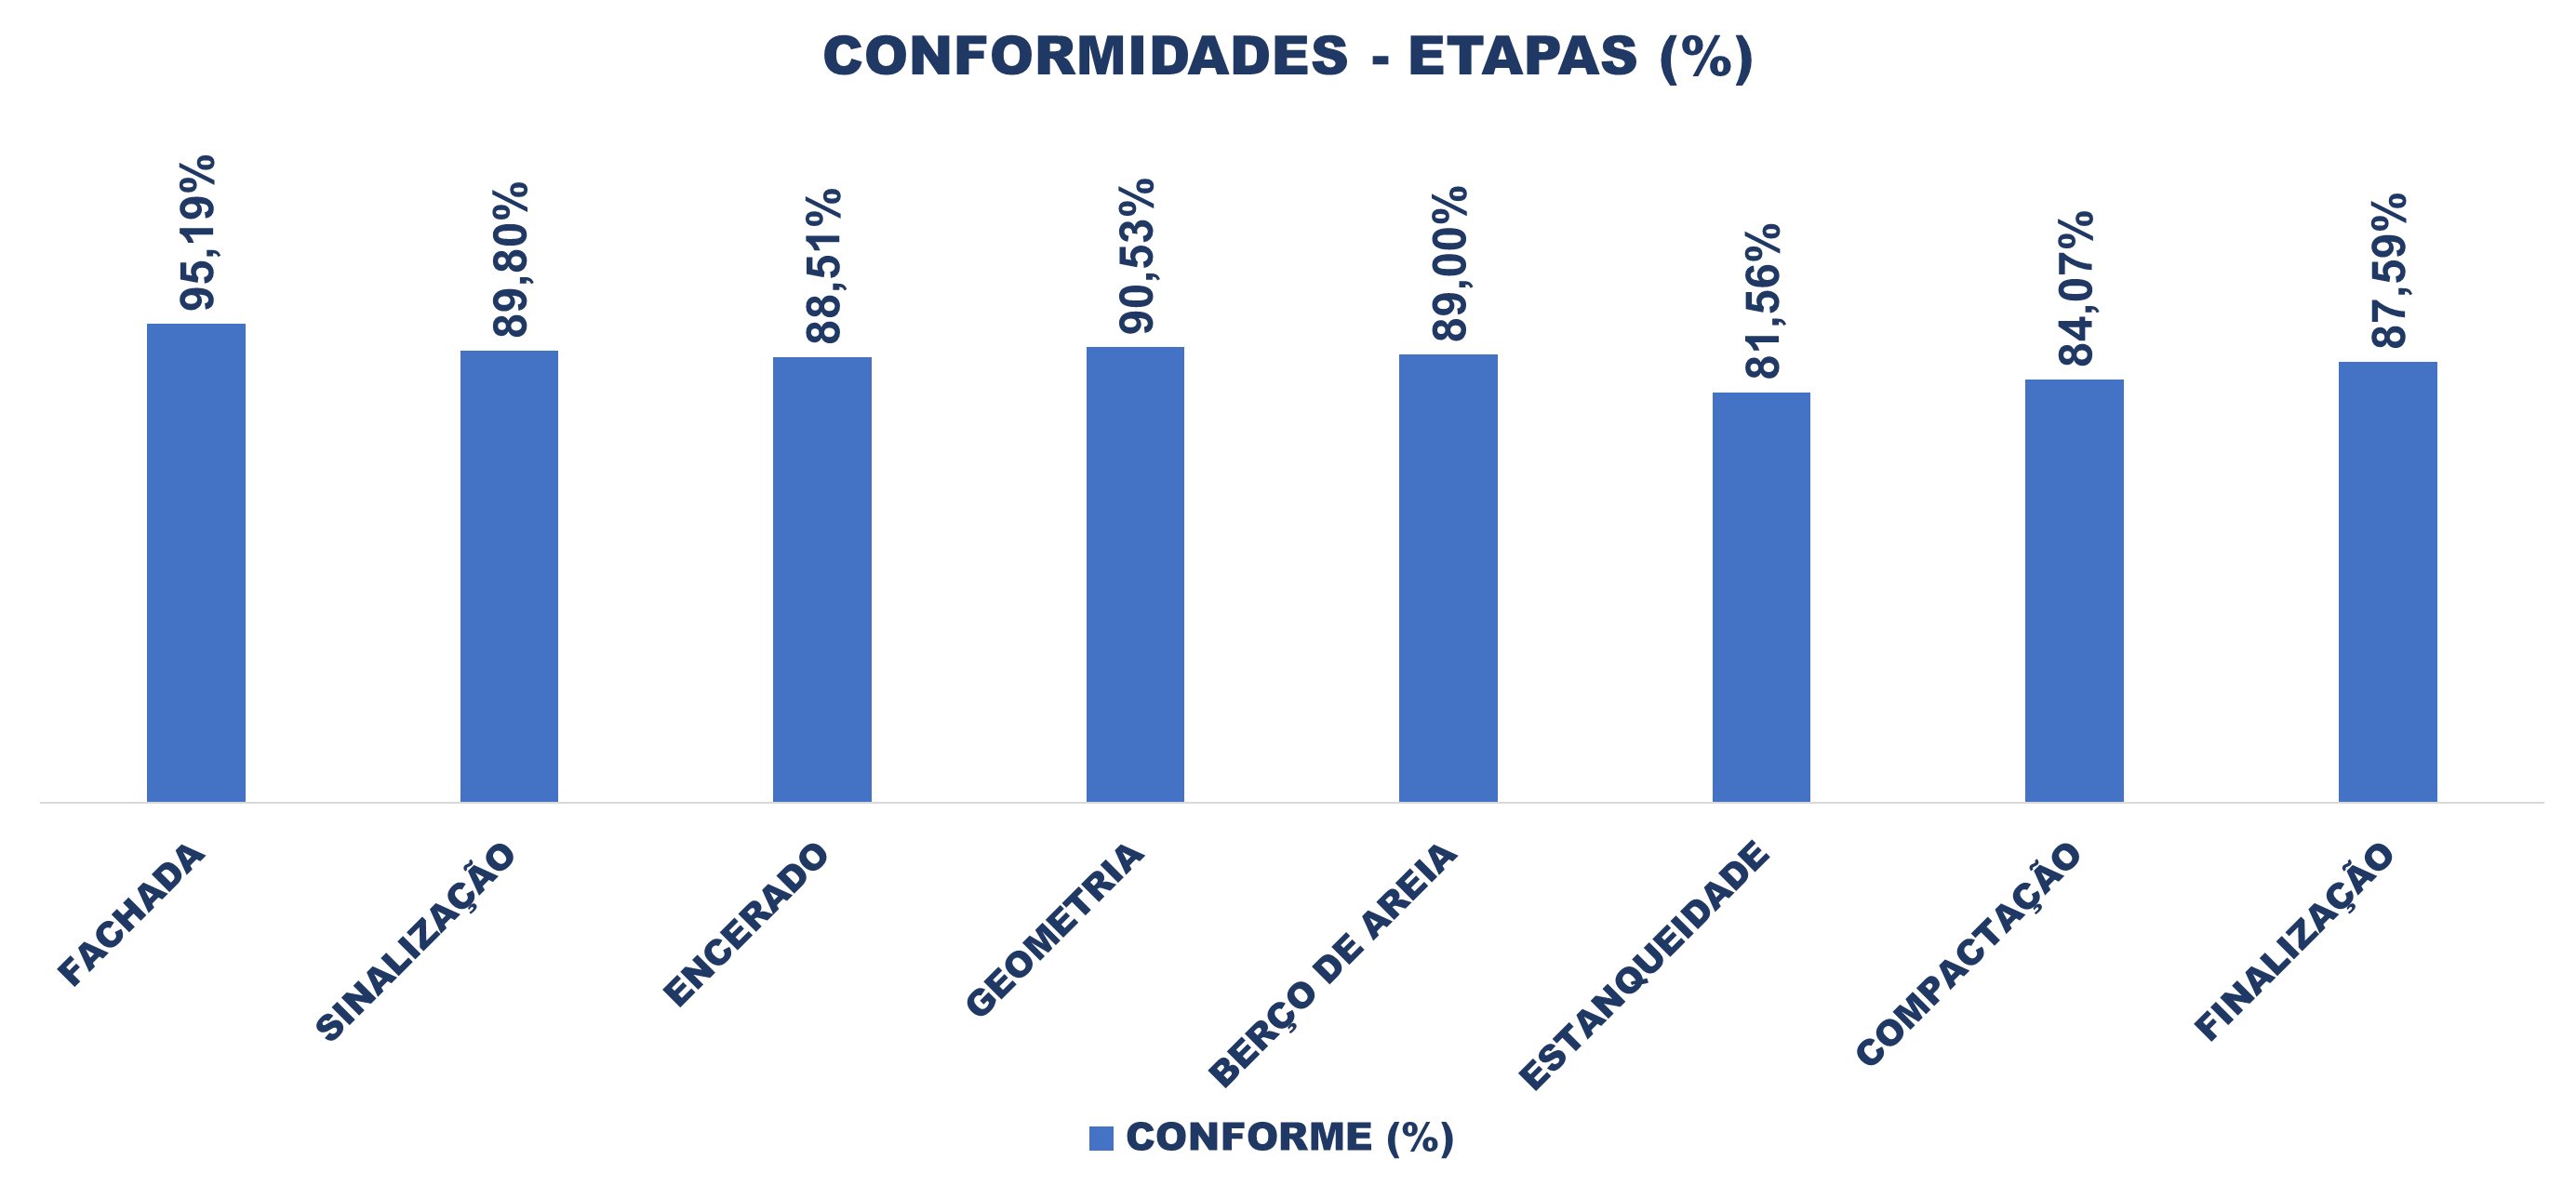 CONFORMIDADES - ETAPAS (%)
95,19%
89,80%
88,51%
90,53%
89,00%
81,56%
84,07%
87,59%
FACHADA
SINALIZAÇÃO
ENCERADO
GEOMETRIA
BERÇO DE AREIA
ESTANQUEIDADE
COMPACTAÇÃO
FINALIZAÇÃO
CONFORME (%)